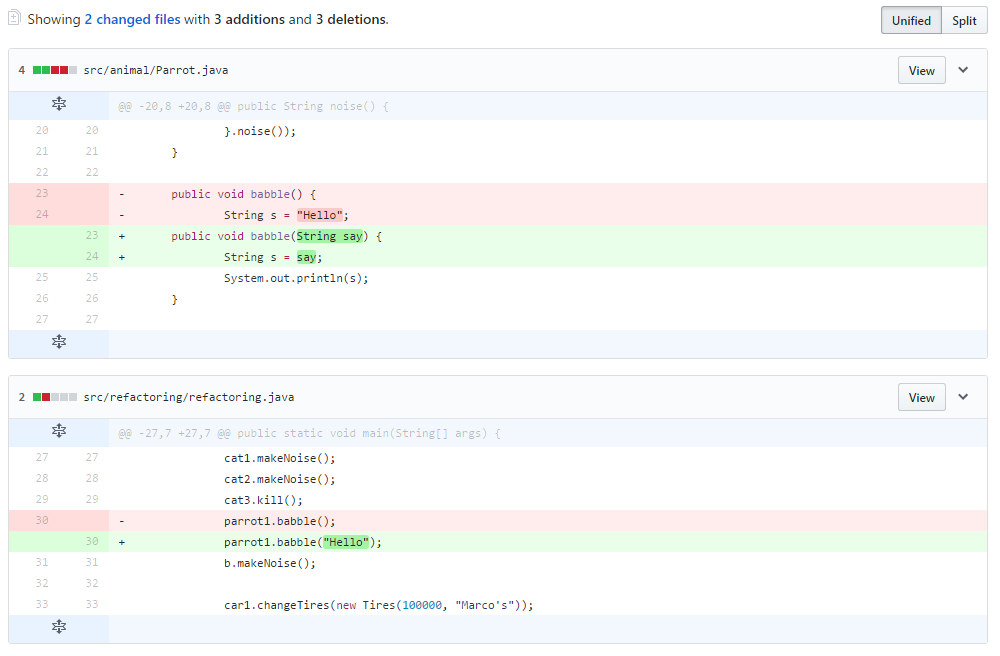 Showing 2 changed files with 3 additions and 3 deletions.
Unified Split
4 src/animal/Parrot.java View
@@ -20,8 +20,8 @@ public String noise() {
20 20 }.noise());
21 21 }
22 22
23 - public void babble() {
24 - String s = "Hello";
23 + public void babble(String say) {
24 + String s = say;
25 25 System.out.println(s);
26 26 }
27 27
2 src/refactoring/refactoring.java View
@@ -27,7 +27,7 @@ public static void main(String[] args) {
27 27 cat1.makeNoise();
28 28 cat2.makeNoise();
29 29 cat3.kill();
30 - parrot1.babble();
30 + parrot1.babble("Hello");
31 31 b.makeNoise();
32 32
33 33 car1.changeTires(new Tires(100000, "Marco's"));